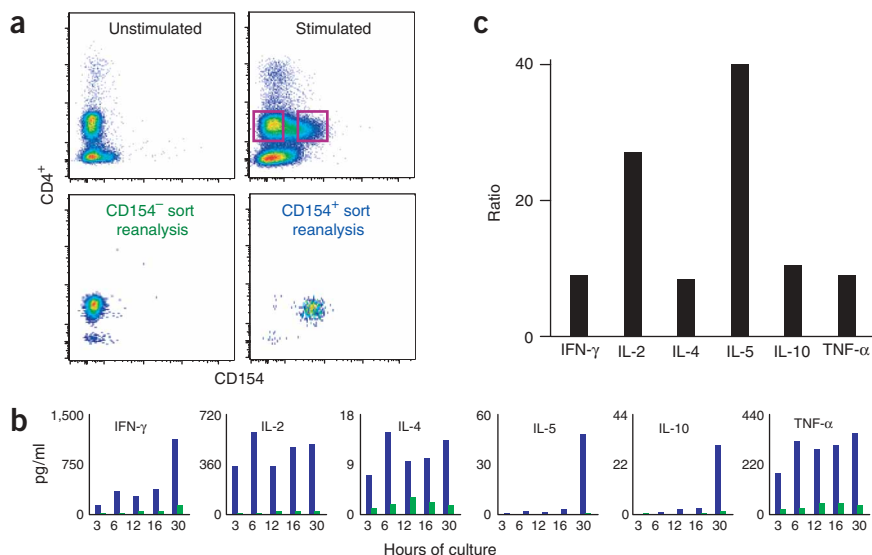 a
Unstimulated
Stimulated
CD4+
CD154− sort
reanalysis
CD154+ sort
reanalysis
CD154
c
Ratio
40
20
0
IFN-γ IL-2 IL-4 IL-5 IL-10 TNF-α
b
pg/ml
IFN-γ
1,500
750
0
3 6 12 16 30
IL-2
720
360
0
3 6 12 16 30
IL-4
18
9
0
3 6 12 16 30
IL-5
60
30
0
3 6 12 16 30
IL-10
44
22
0
3 6 12 16 30
TNF-α
440
220
0
3 6 12 16 30
Hours of culture